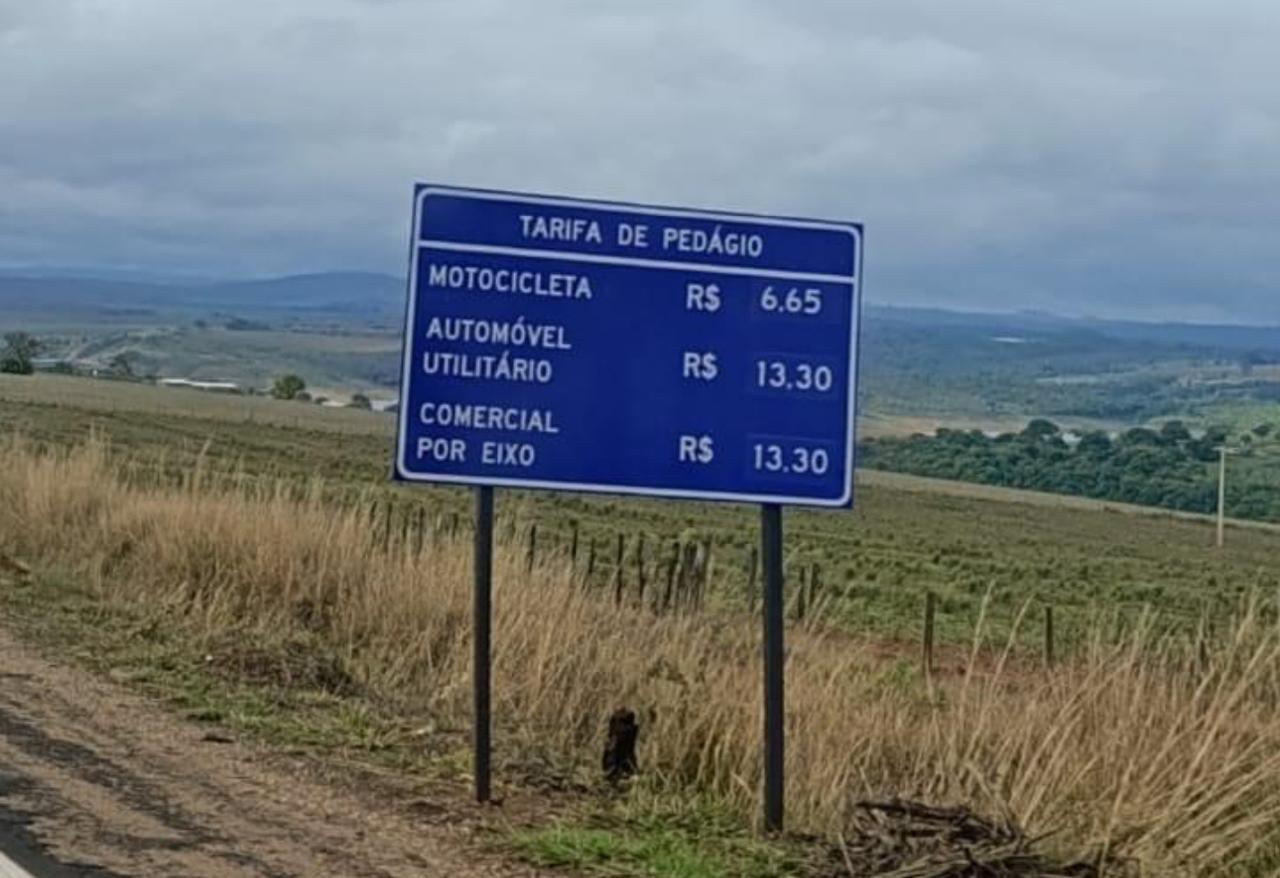 TARIFA DE PEDÁGIO
MOTOCICLETA R$ 6.65
AUTOMÓVEL
UTILITÁRIO R$ 13.30
COMERCIAL
POR EIXO R$ 13.30